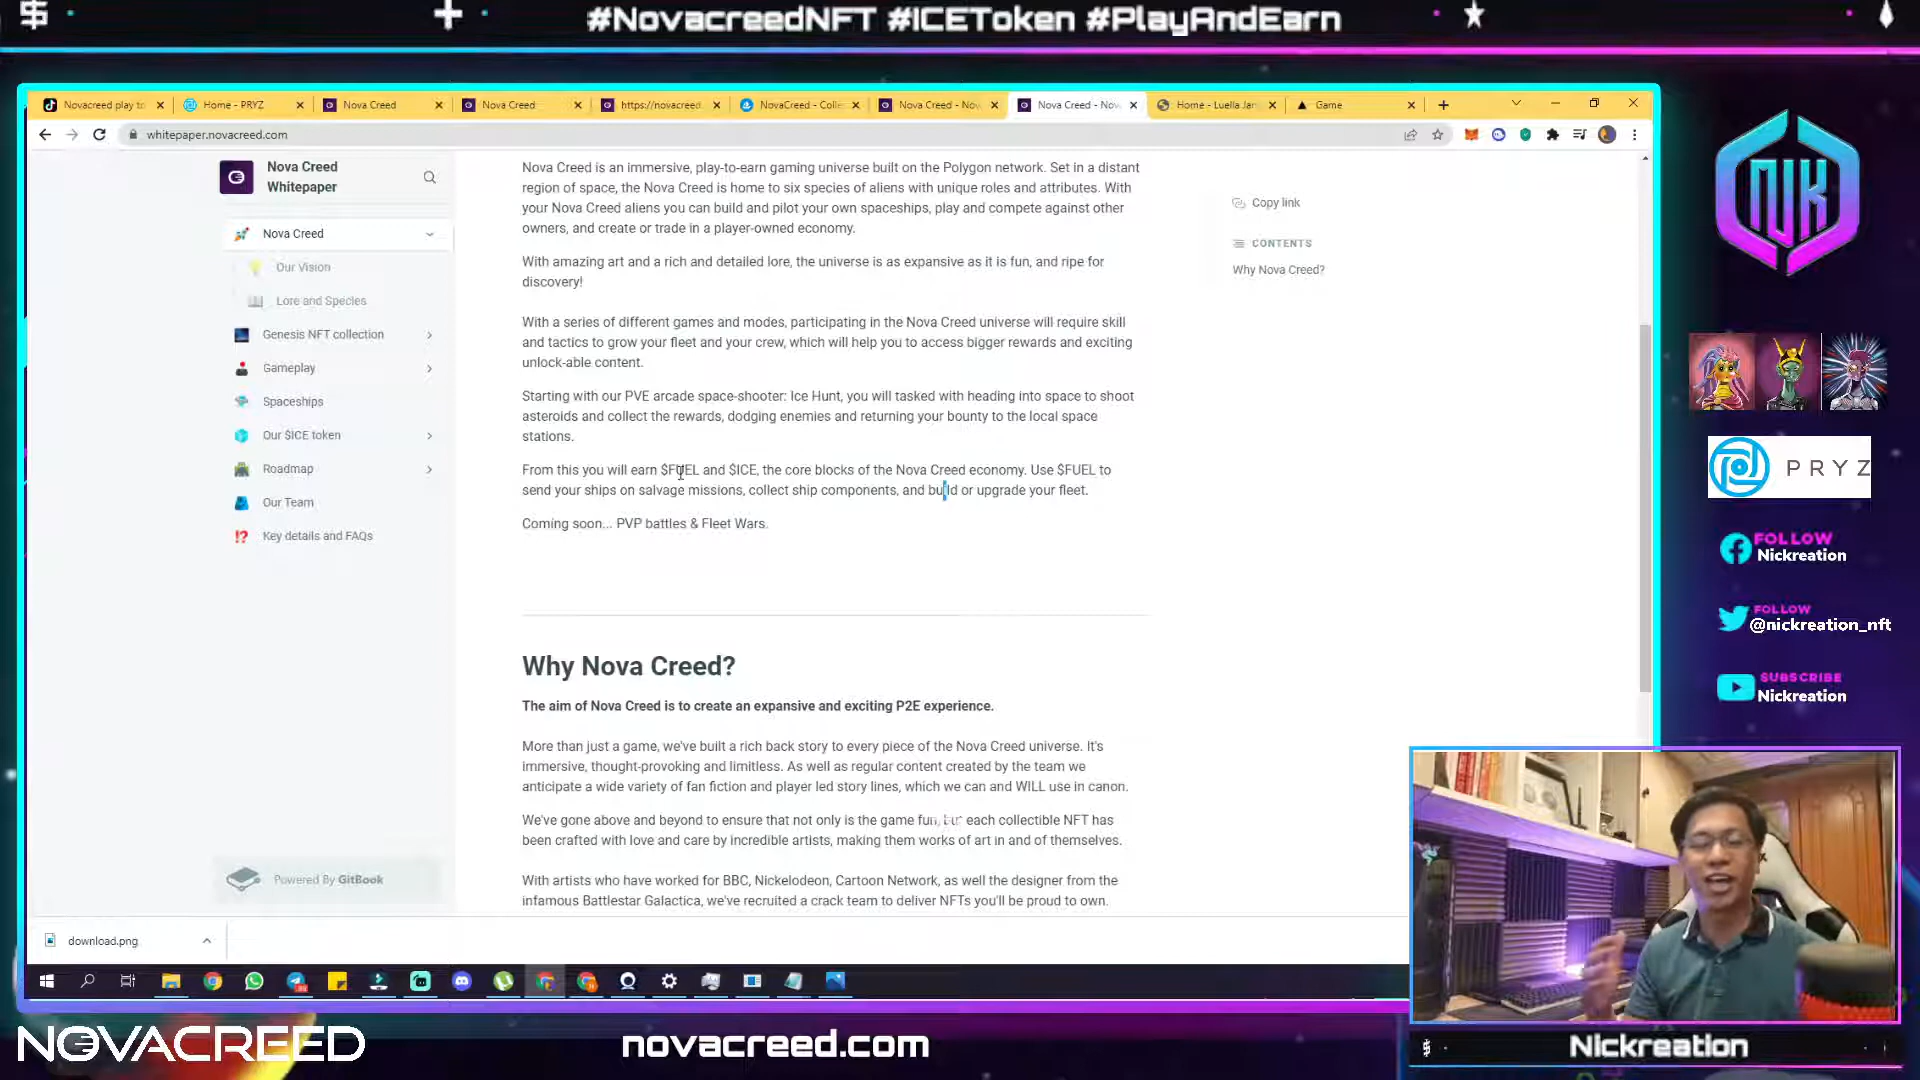 #NovacreedNFT #ICEToken #PlayAndEarn
Novacreed play to
Home - PRYZ
Nova Creed
Nova Creed
https://novacreed.
NovaCreed - Colle
Nova Creed - Nov
Nova Creed - Nov
Home - Luella Jan
Game
whitepaper.novacreed.com
Nova Creed
Whitepaper
Nova Creed
Our Vision
Lore and Species
Genesis NFT collection
Gameplay
Spaceships
Our $ICE token
Roadmap
Our Team
Key details and FAQs
Powered By GitBook
Nova Creed is an immersive, play-to-earn gaming universe built on the Polygon network. Set in a distant
region of space, the Nova Creed is home to six species of aliens with unique roles and attributes. With
your Nova Creed aliens you can build and pilot your own spaceships, play and compete against other
owners, and create or trade in a player-owned economy.
With amazing art and a rich and detailed lore, the universe is as expansive as it is fun, and ripe for
discovery!
With a series of different games and modes, participating in the Nova Creed universe will require skill
and tactics to grow your fleet and your crew, which will help you to access bigger rewards and exciting
unlock-able content.
Starting with our PVE arcade space-shooter: Ice Hunt, you will tasked with heading into space to shoot
asteroids and collect the rewards, dodging enemies and returning your bounty to the local space
stations.
From this you will earn $FUEL and $ICE, the core blocks of the Nova Creed economy. Use $FUEL to
send your ships on salvage missions, collect ship components, and build or upgrade your fleet.
Coming soon... PVP battles & Fleet Wars.
Why Nova Creed?
The aim of Nova Creed is to create an expansive and exciting P2E experience.
More than just a game, we've built a rich back story to every piece of the Nova Creed universe. It's
immersive, thought-provoking and limitless. As well as regular content created by the team we
anticipate a wide variety of fan fiction and player led story lines, which we can and WILL use in canon.
We've gone above and beyond to ensure that not only is the game fun, but each collectible NFT has
been crafted with love and care by incredible artists, making them works of art in and of themselves.
With artists who have worked for BBC, Nickelodeon, Cartoon Network, as well the designer from the
infamous Battlestar Galactica, we've recruited a crack team to deliver NFTs you'll be proud to own.
Copy link
CONTENTS
Why Nova Creed?
download.png
NK
PRYZ
FOLLOW
Nickreation
FOLLOW
@nickreation_nft
SUBSCRIBE
Nickreation
NOVACREED
novacreed.com
Nickreation